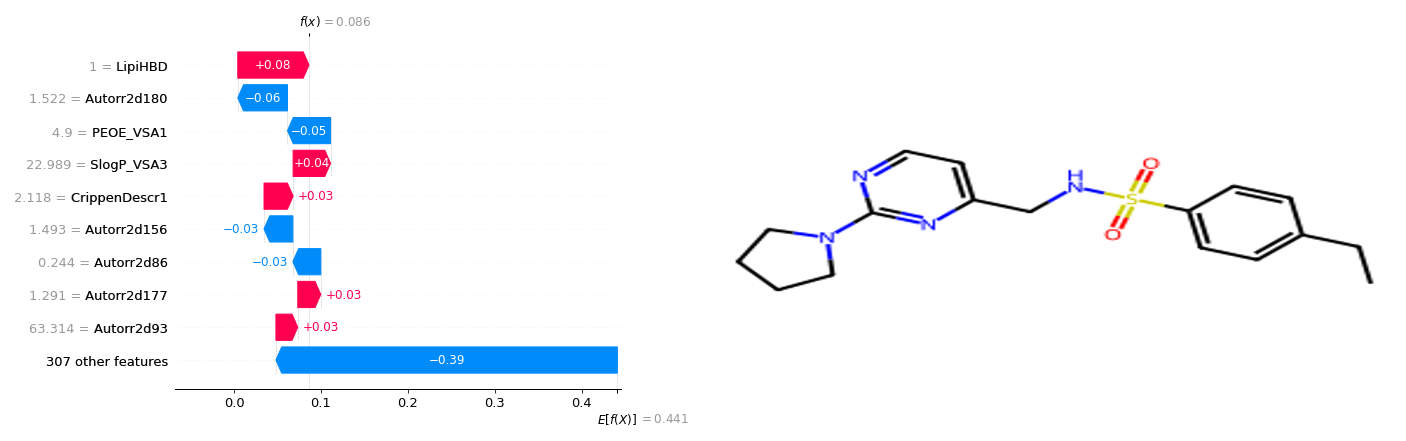 f(x) = 0.086
1 = LipiHBD
+0.08
1.522 = Autorr2d180
−0.06
4.9 = PEOE_VSA1
−0.05
22.989 = SlogP_VSA3
+0.04
2.118 = CrippenDescr1
+0.03
1.493 = Autorr2d156
−0.03
0.244 = Autorr2d86
−0.03
1.291 = Autorr2d177
+0.03
63.314 = Autorr2d93
+0.03
307 other features
−0.39
0.0 0.1 0.2 0.3 0.4
E[f(X)] = 0.441
N
N
N
H
N
O
S
O